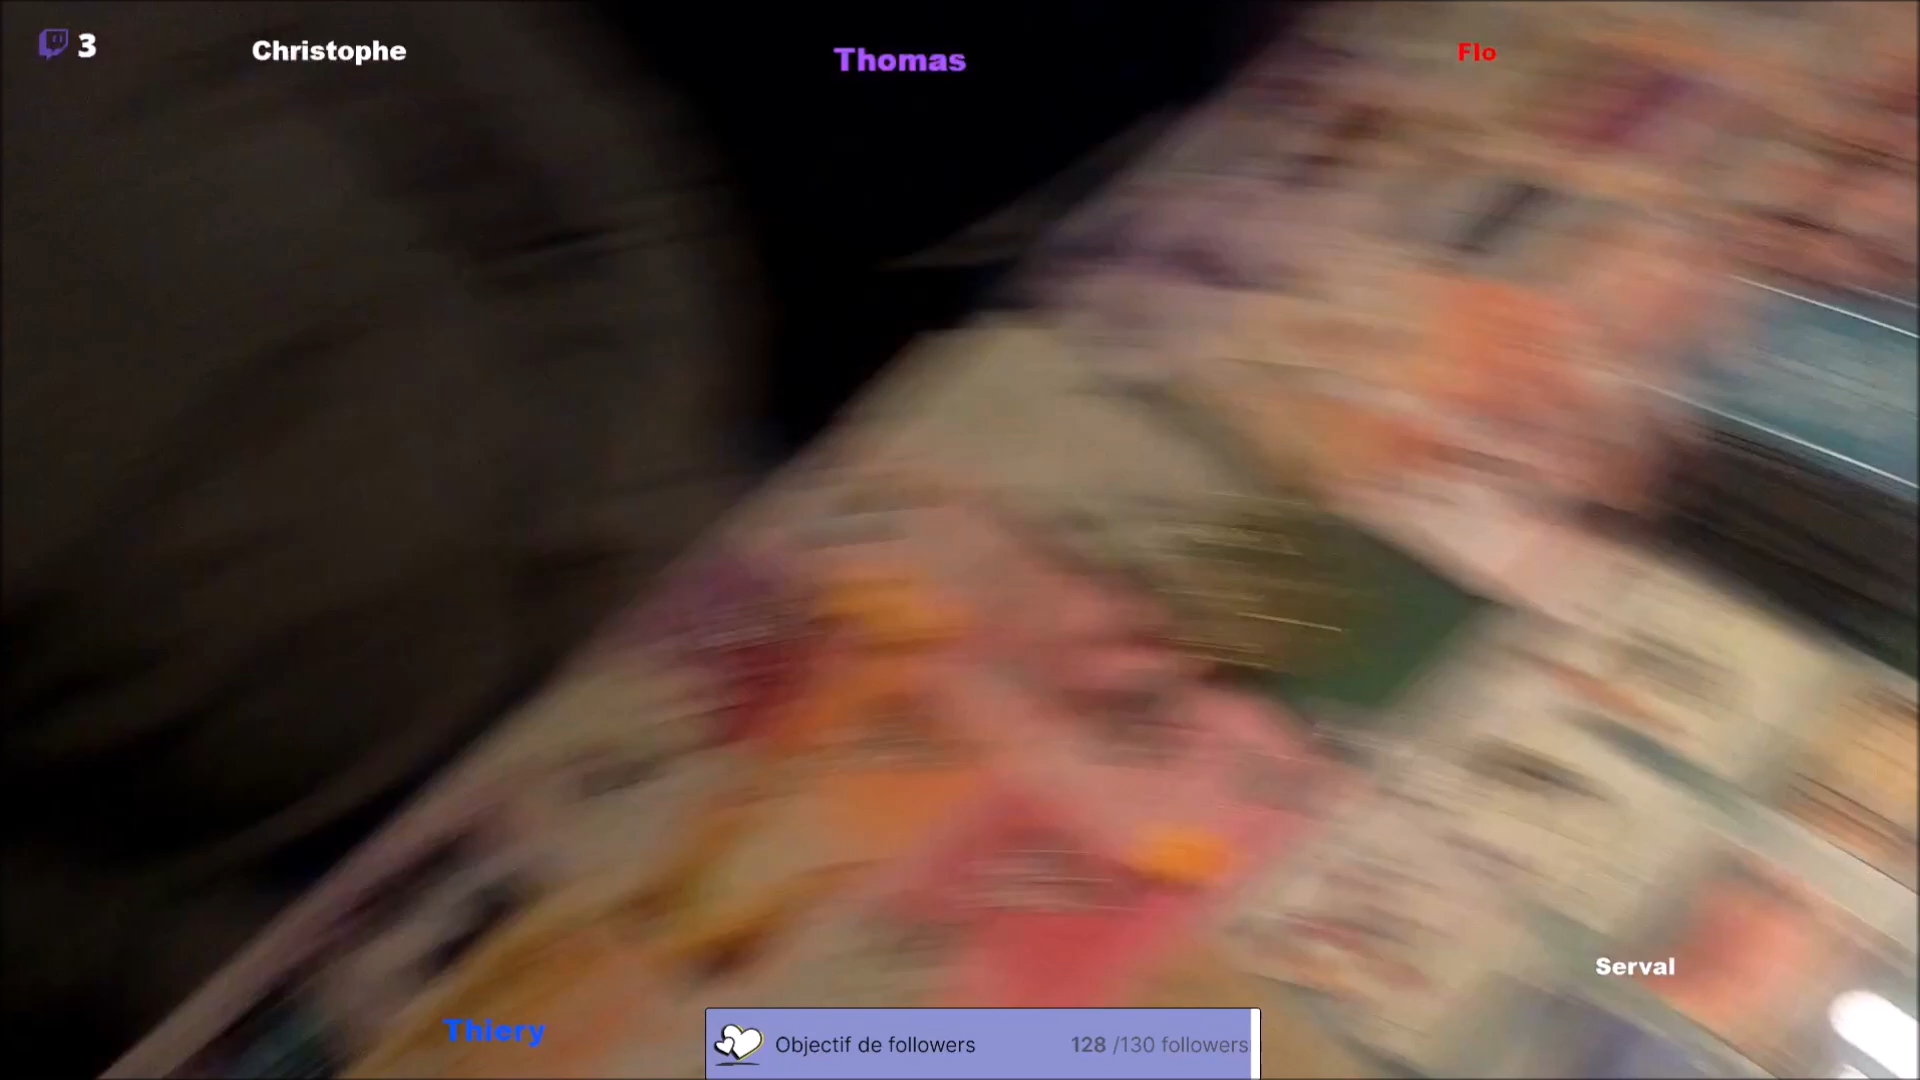 3
Christophe
Thomas
Flo
Serval
Thiery
Objectif de followers 128 /130 followers